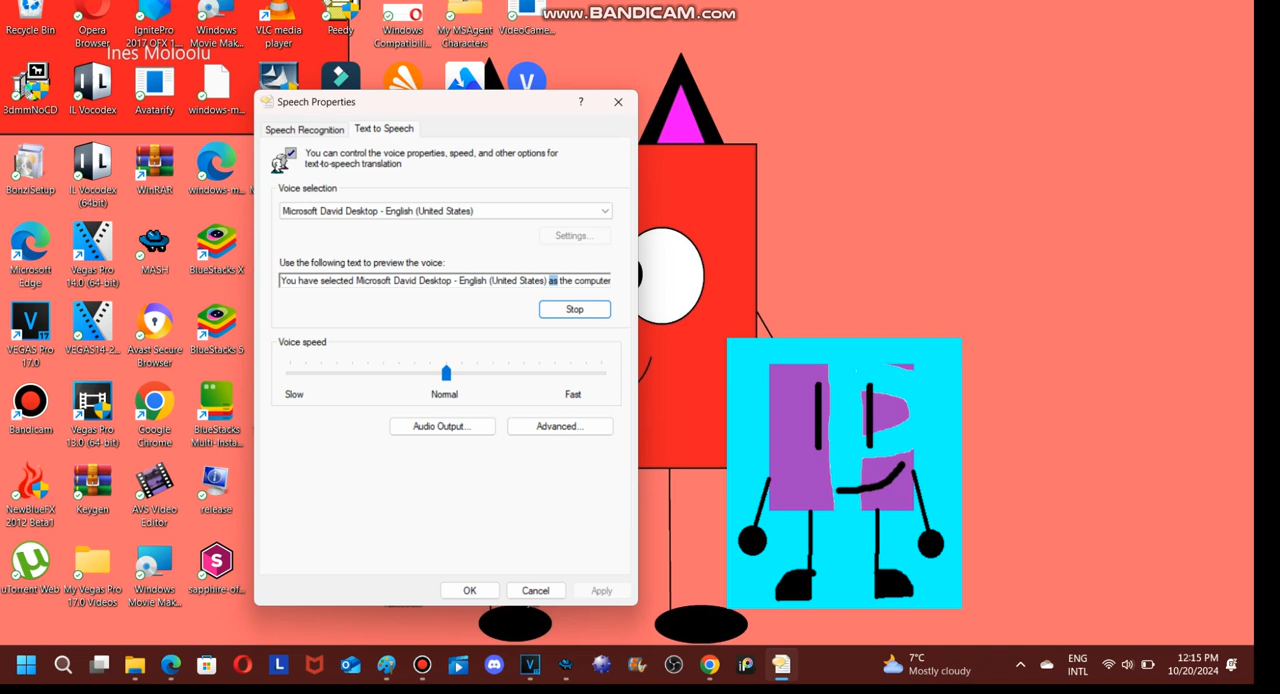 www.BANDICAM.com
Recycle Bin
Opera
Browser
IgnitePro
2017 OFX 1...
Windows
Movie Mak...
VLC media
player
Peedy
Windows
Compatibili...
My MSAgent
Characters
VideoCame...
Ines Moloolu
3dmmNoCD
IL Vocodex
Avatarify
windows-m...
Speech Properties
Speech Recognition
Text to Speech
You can control the voice properties, speed, and other options for
text-to-speech translation
Voice selection
Microsoft David Desktop - English (United States)
Settings...
Use the following text to preview the voice:
You have selected Microsoft David Desktop - English (United States) as the computer
Stop
Voice speed
Slow
Normal
Fast
Audio Output...
Advanced...
OK
Cancel
Apply
BonziSetup
IL Vocodex
(64bit)
WinRAR
windows-m...
Microsoft
Edge
Vegas Pro
14.0 (64-bit)
MASH
BlueStacks X
VEGAS Pro
17.0
VEGAS14-2...
Avast Secure
Browser
BlueStacks 5
Bandicam
Vegas Pro
13.0 (64-bit)
Google
Chrome
BlueStacks
Multi-Insta...
NewBlueFX
2012 Beta1
Keygen
AVS Video
Editor
release
uTorrent Web
My Vegas Pro
17.0 Videos
Windows
Movie Mak...
sapphire-of...
7°C
Mostly cloudy
ENG
INTL
12:15 PM
10/20/2024